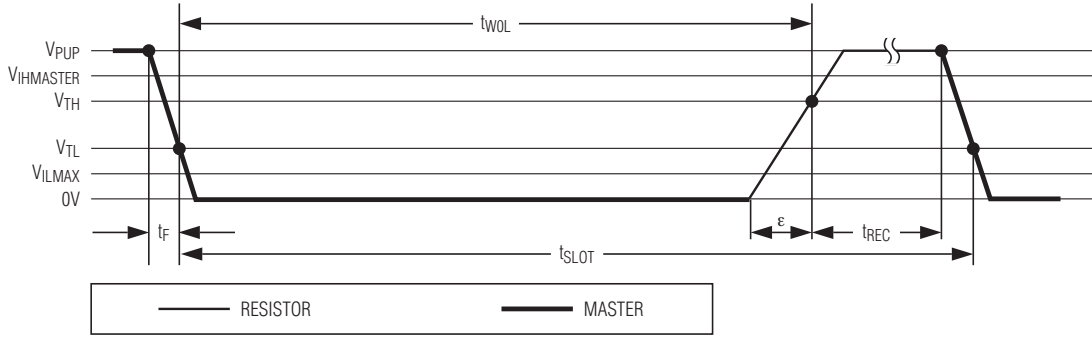 tW0L
VPUP
VIHMASTER
VTH
VTL
VILMAX
0V
tF
ε
tREC
tSLOT
RESISTOR
MASTER